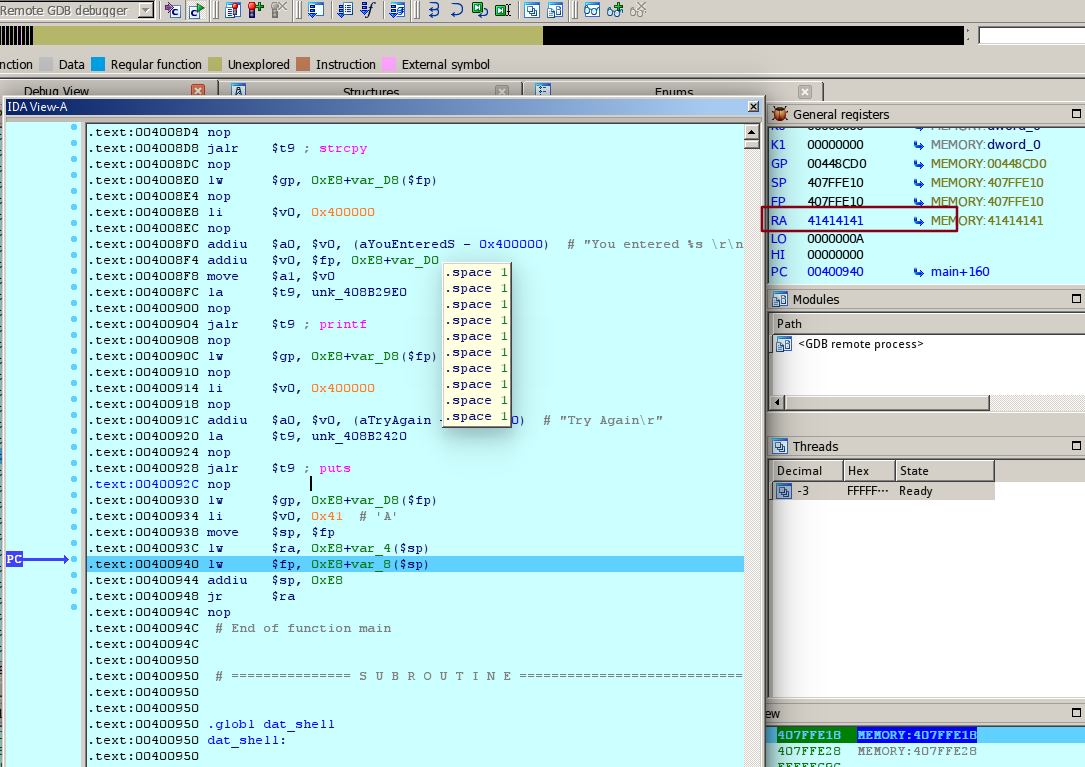 Remote GDB debugger
nction Data Regular function Unexplored Instruction External symbol
Debug View Structures Enums
IDA View-A
.text:004008D4 nop
.text:004008D8 jalr $t9 ; strcpy
.text:004008DC nop
.text:004008E0 lw $gp, 0xE8+var_D8($fp)
.text:004008E4 nop
.text:004008E8 li $v0, 0x400000
.text:004008EC nop
.text:004008F0 addiu $a0, $v0, (aYouEnteredS - 0x400000) # "You entered %s \r\n
.text:004008F4 addiu $v0, $fp, 0xE8+var_D0
.text:004008F8 move $a1, $v0
.text:004008FC la $t9, unk_408B29E0
.text:00400900 nop
.text:00400904 jalr $t9 ; printf
.text:00400908 nop
.text:0040090C lw $gp, 0xE8+var_D8($fp)
.text:00400910 nop
.text:00400914 li $v0, 0x400000
.text:00400918 nop
.text:0040091C addiu $a0, $v0, (aTryAgain 0) # "Try Again\r"
.text:00400920 la $t9, unk_408B2420
.text:00400924 nop
.text:00400928 jalr $t9 ; puts
.text:0040092C nop
.text:00400930 lw $gp, 0xE8+var_D8($fp)
.text:00400934 li $v0, 0x41 # 'A'
.text:00400938 move $sp, $fp
.text:0040093C lw $ra, 0xE8+var_4($sp)
PC
.text:00400940 lw $fp, 0xE8+var_8($sp)
.text:00400944 addiu $sp, 0xE8
.text:00400948 jr $ra
.text:0040094C nop
.text:0040094C # End of function main
.text:0040094C
.text:00400950
.text:00400950 # =============== S U B R O U T I N E ============================
.text:00400950
.text:00400950
.text:00400950 .globl dat_shell
.text:00400950 dat_shell:
.text:00400950
.space 1
.space 1
.space 1
.space 1
.space 1
.space 1
.space 1
.space 1
.space 1
.space 1
General registers
K1 00000000 MEMORY:dword_0
GP 00448CD0 MEMORY:00448CD0
SP 407FFE10 MEMORY:407FFE10
FP 407FFE10 MEMORY:407FFE10
RA 41414141 MEMORY:41414141
LO 0000000A
HI 00000000
PC 00400940 main+160
Modules
Path
<GDB remote process>
Threads
Decimal Hex State
-3 FFFFF··· Ready
ew
407FFE18 MEMORY:407FFE18
407FFE28 MEMORY:407FFE28